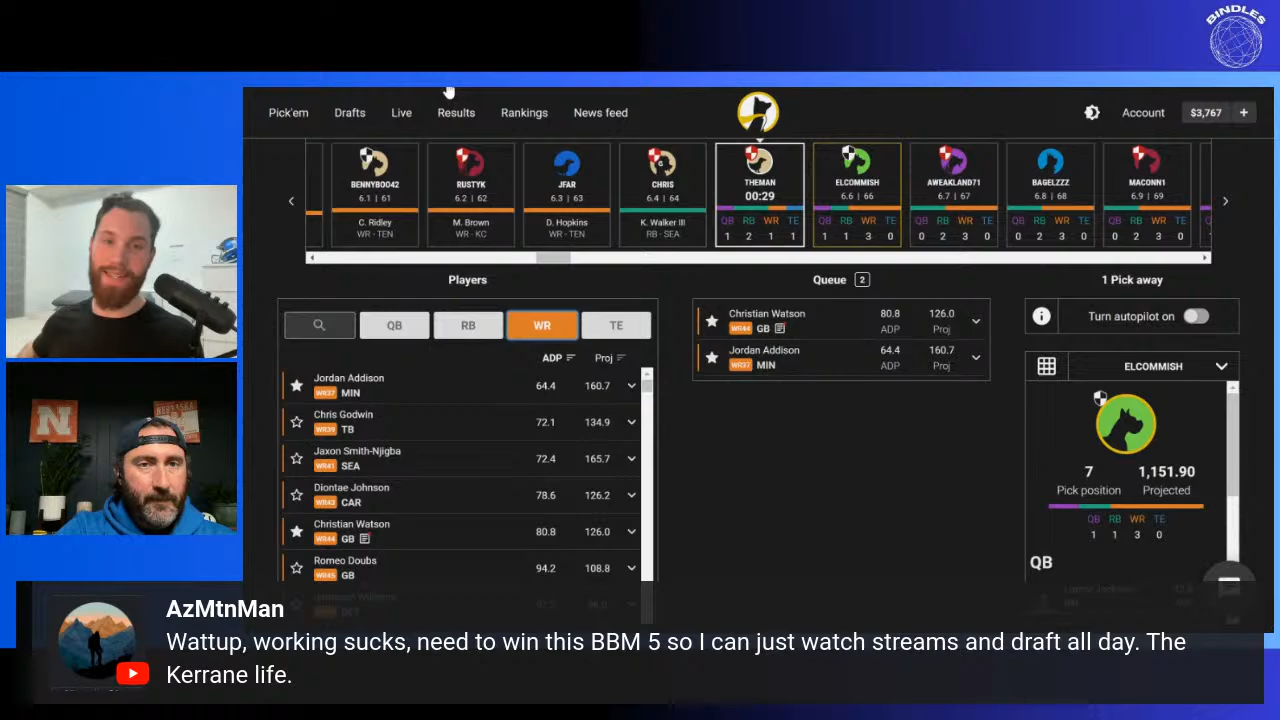 BINDLES
Pick'em Drafts Live Results Rankings News feed Account $3,767 +
BENNYBOO42 RUSTYK JFAR CHRIS THEMAN ELCOMMISH AWEAKLAND71 BAGELZZZ MACONN1
6.1 | 61 6.2 | 62 6.3 | 63 6.4 | 64 00:29 6.6 | 66 6.7 | 67 6.8 | 68 6.9 | 69
C. Ridley M. Brown D. Hopkins K. Walker III QB RB WR TE QB RB WR TE QB RB WR TE QB RB WR TE QB RB WR TE
WR - TEN WR - KC WR - TEN RB - SEA 1 2 1 1 1 1 3 0 0 2 3 0 0 2 3 0 0 2 3 0
Players
QB RB WR TE
ADP Proj
Jordan Addison
WR37 MIN 64.4 160.7
Chris Godwin
WR39 TB 72.1 134.9
Jaxon Smith-Njigba
WR41 SEA 72.4 165.7
Diontae Johnson
WR43 CAR 78.6 126.2
Christian Watson
WR44 GB 80.8 126.0
Romeo Doubs
WR45 GB 94.2 108.8
Queue 2
Christian Watson 80.8 126.0
WR44 GB ADP Proj
Jordan Addison 64.4 160.7
WR37 MIN ADP Proj
1 Pick away
Turn autopilot on
ELCOMMISH
7 1,151.90
Pick position Projected
QB RB WR TE
1 1 3 0
QB
N
AzMtnMan
Wattup, working sucks, need to win this BBM 5 so I can just watch streams and draft all day. The
Kerrane life.